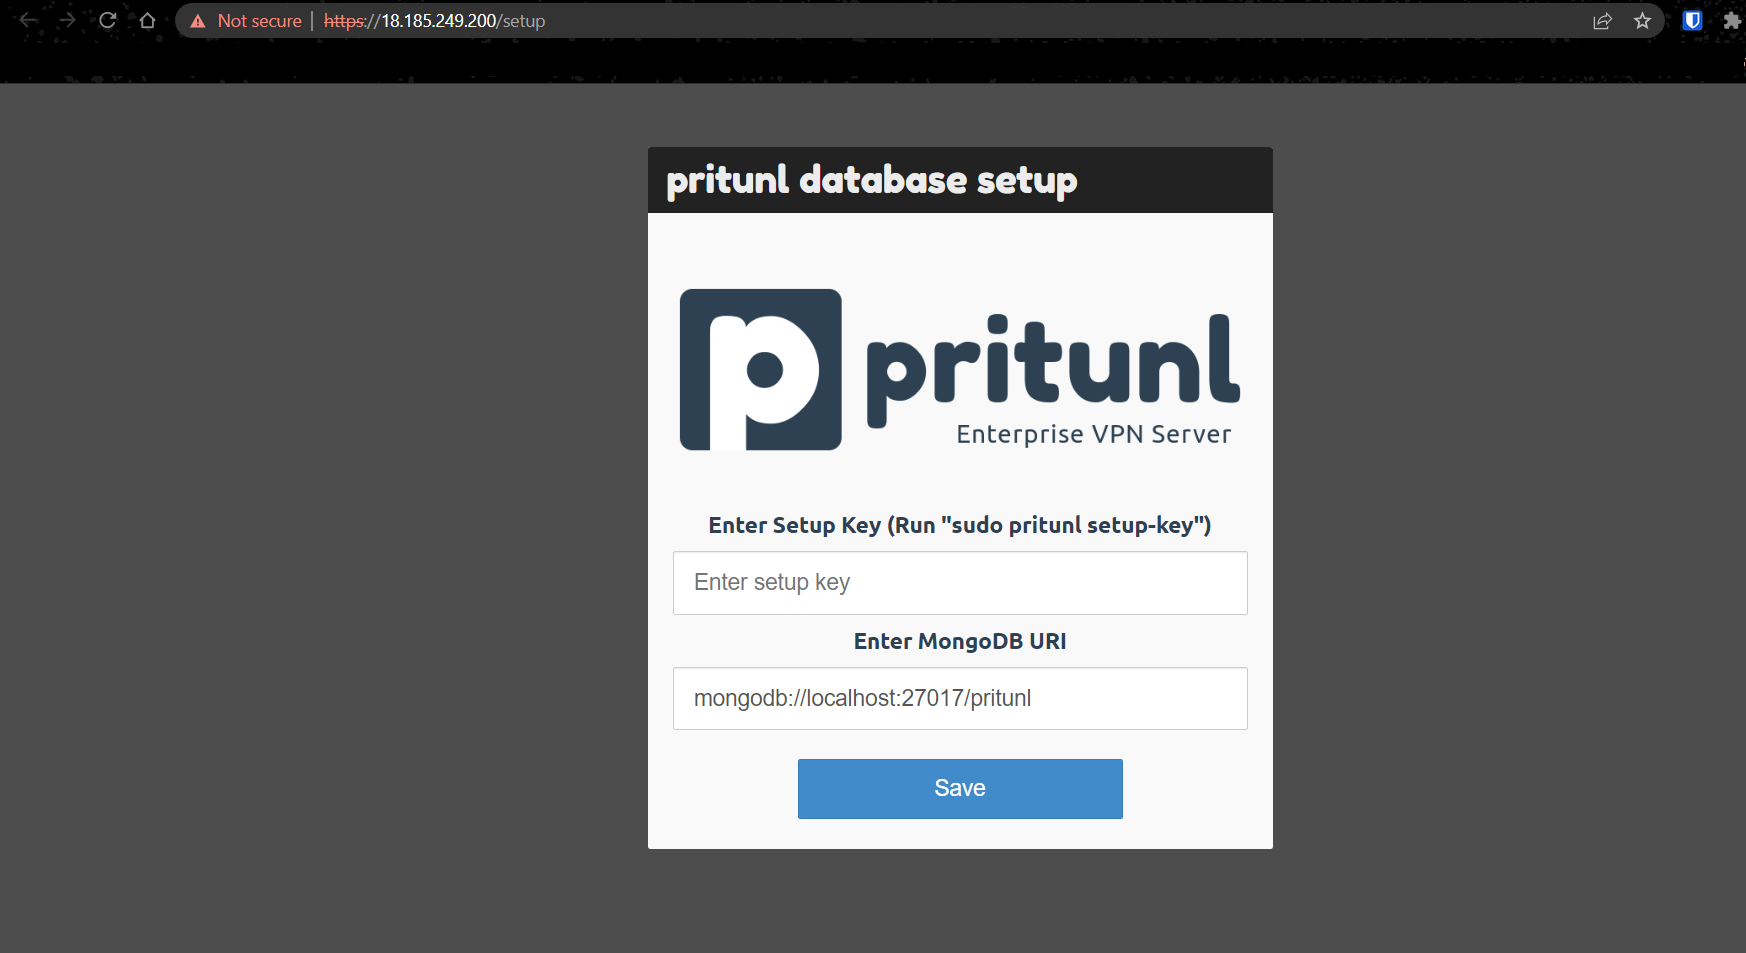 Not secure | https://18.185.249.200/setup
pritunl database setup
p pritunl
Enterprise VPN Server
Enter Setup Key (Run "sudo pritunl setup-key")
Enter setup key
Enter MongoDB URI
mongodb://localhost:27017/pritunl
Save